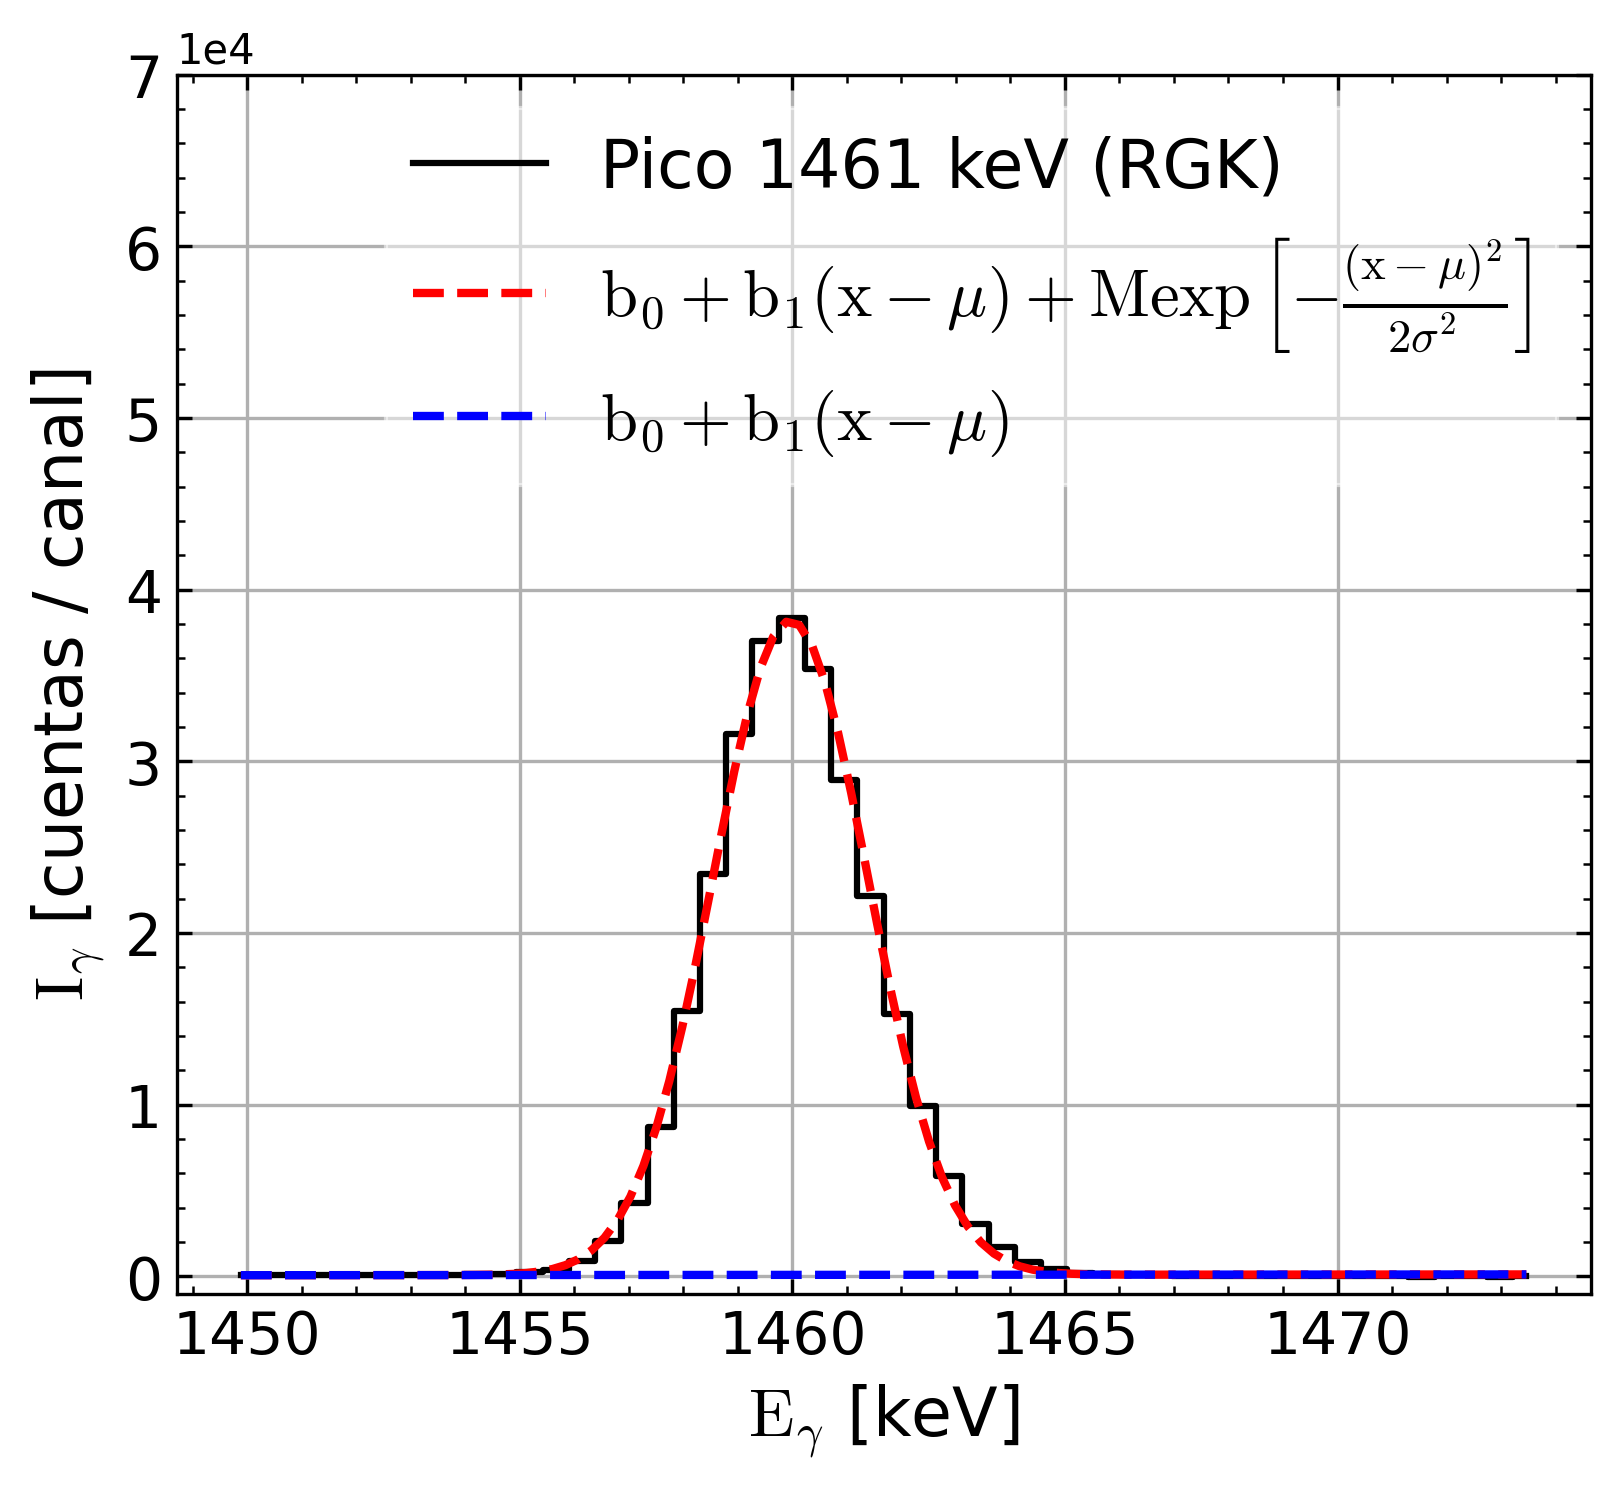 1e4
7
6
5
4
3
2
1
0
I_γ [cuentas / canal]
Pico 1461 keV (RGK)
b₀ + b₁(x − μ) + Mexp [−(x − μ)²/2σ²]
b₀ + b₁(x − μ)
1450 1455 1460 1465 1470
E_γ [keV]